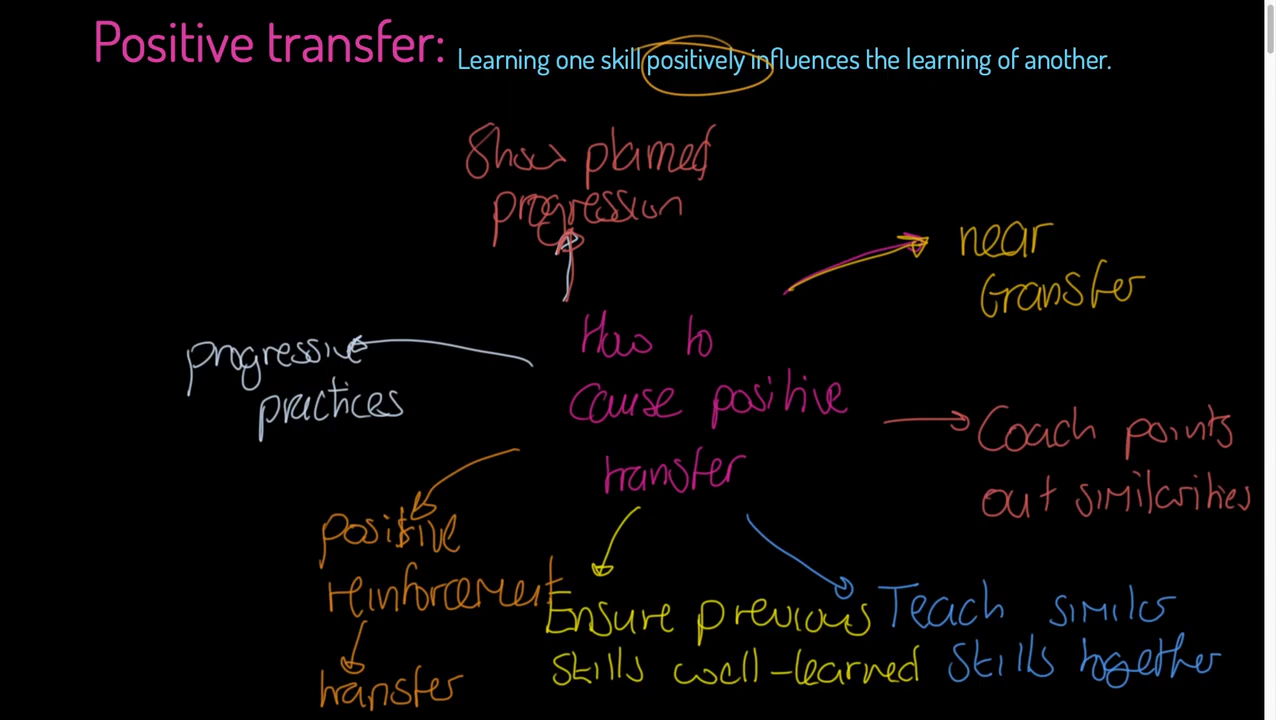 Positive transfer: Learning one skill positively influences the learning of another.
Show planned
progression
near
transfer
How to
cause positive
transfer
progressive
practices
Coach points
out similarities
positive
reinforcement
transfer
Ensure previous
skills well-learned
Teach similar
skills together